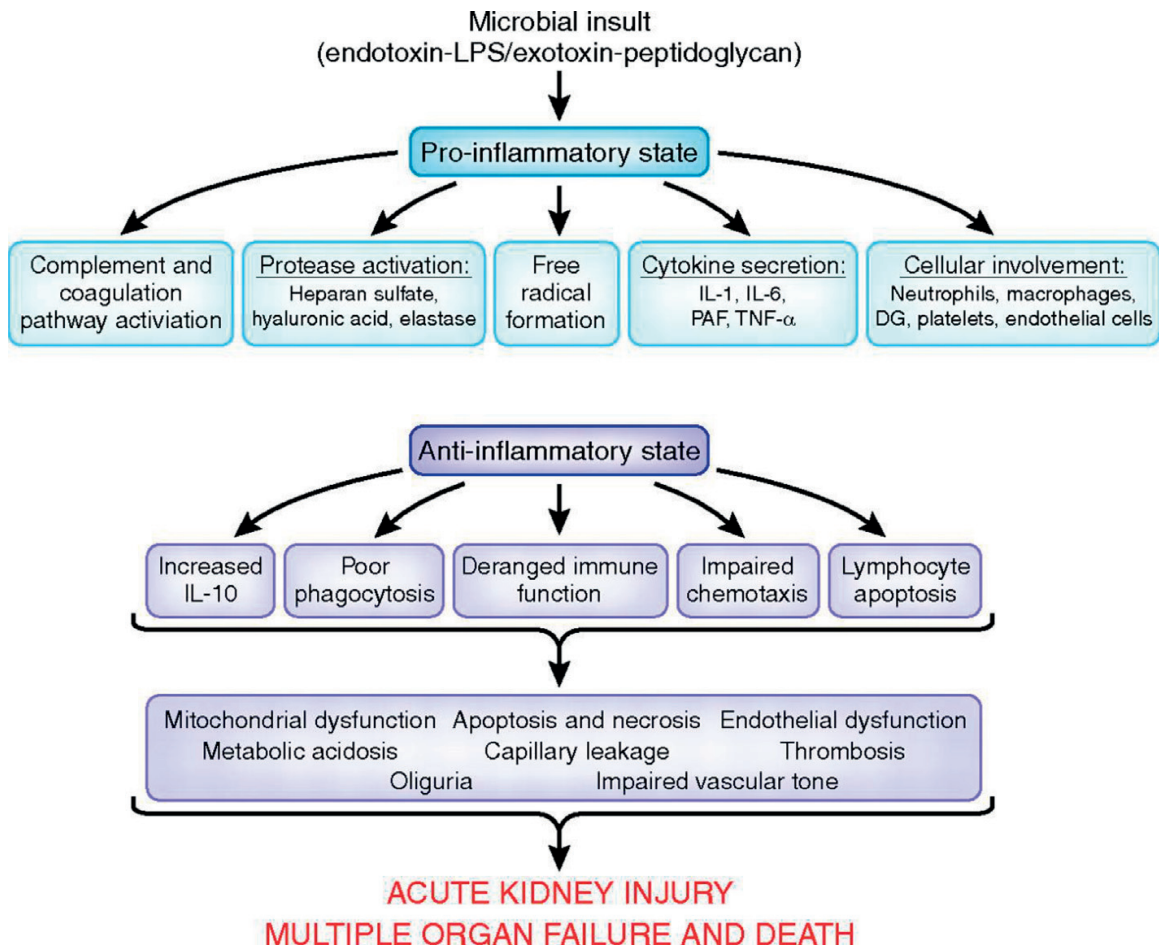 Microbial insult
(endotoxin-LPS/exotoxin-peptidoglycan)
Pro-inflammatory state
Complement and
coagulation
pathway activiation
Protease activation:
Heparan sulfate,
hyaluronic acid, elastase
Free
radical
formation
Cytokine secretion:
IL-1, IL-6,
PAF, TNF-α
Cellular involvement:
Neutrophils, macrophages,
DG, platelets, endothelial cells
Anti-inflammatory state
Increased
IL-10
Poor
phagocytosis
Deranged immune
function
Impaired
chemotaxis
Lymphocyte
apoptosis
Mitochondrial dysfunction Apoptosis and necrosis Endothelial dysfunction
Metabolic acidosis Capillary leakage Thrombosis
Oliguria Impaired vascular tone
ACUTE KIDNEY INJURY
MULTIPLE ORGAN FAILURE AND DEATH